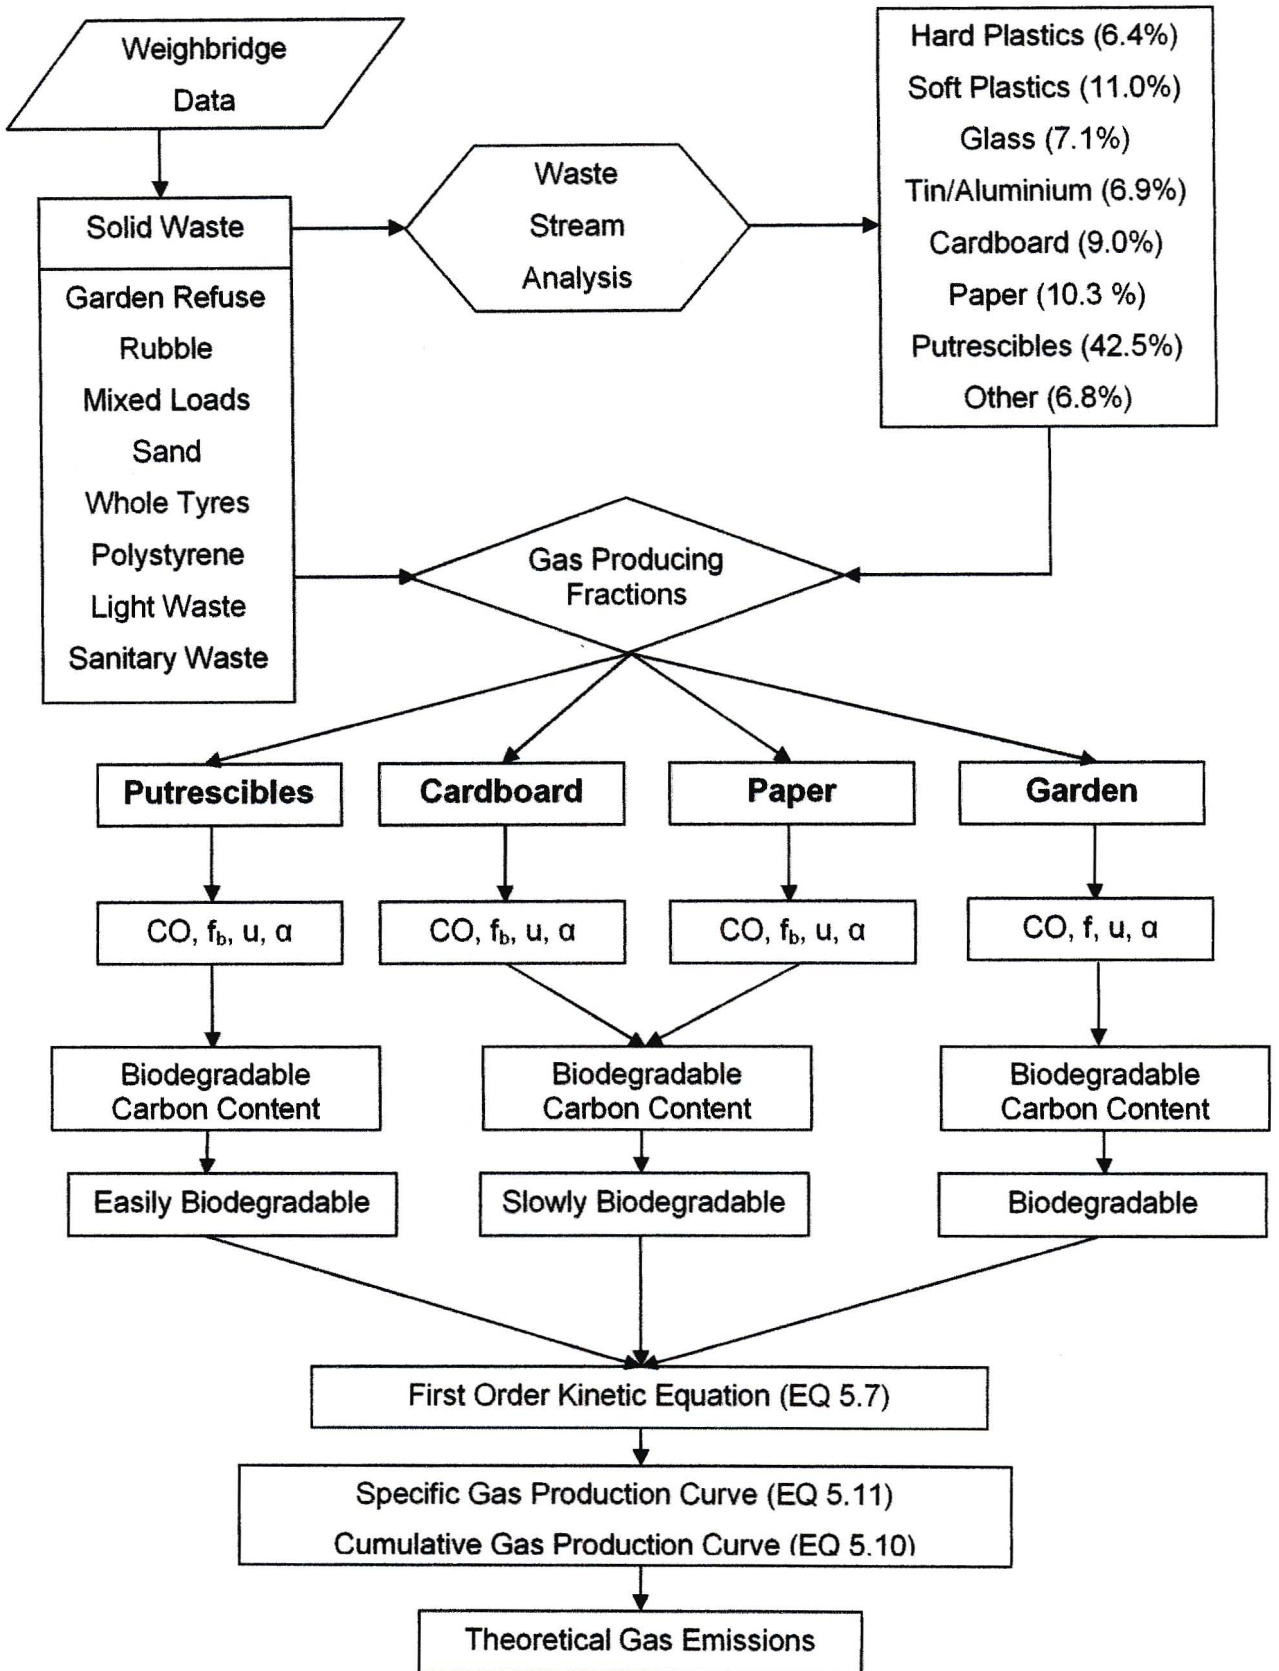 Weighbridge
Data
Solid Waste
Garden Refuse
Rubble
Mixed Loads
Sand
Whole Tyres
Polystyrene
Light Waste
Sanitary Waste
Waste
Stream
Analysis
Hard Plastics (6.4%)
Soft Plastics (11.0%)
Glass (7.1%)
Tin/Aluminium (6.9%)
Cardboard (9.0%)
Paper (10.3 %)
Putrescibles (42.5%)
Other (6.8%)
Gas Producing
Fractions
Putrescibles
Cardboard
Paper
Garden
CO, f_b, u, α
CO, f_b, u, α
CO, f_b, u, α
CO, f, u, α
Biodegradable
Carbon Content
Biodegradable
Carbon Content
Biodegradable
Carbon Content
Easily Biodegradable
Slowly Biodegradable
Biodegradable
First Order Kinetic Equation (EQ 5.7)
Specific Gas Production Curve (EQ 5.11)
Cumulative Gas Production Curve (EQ 5.10)
Theoretical Gas Emissions